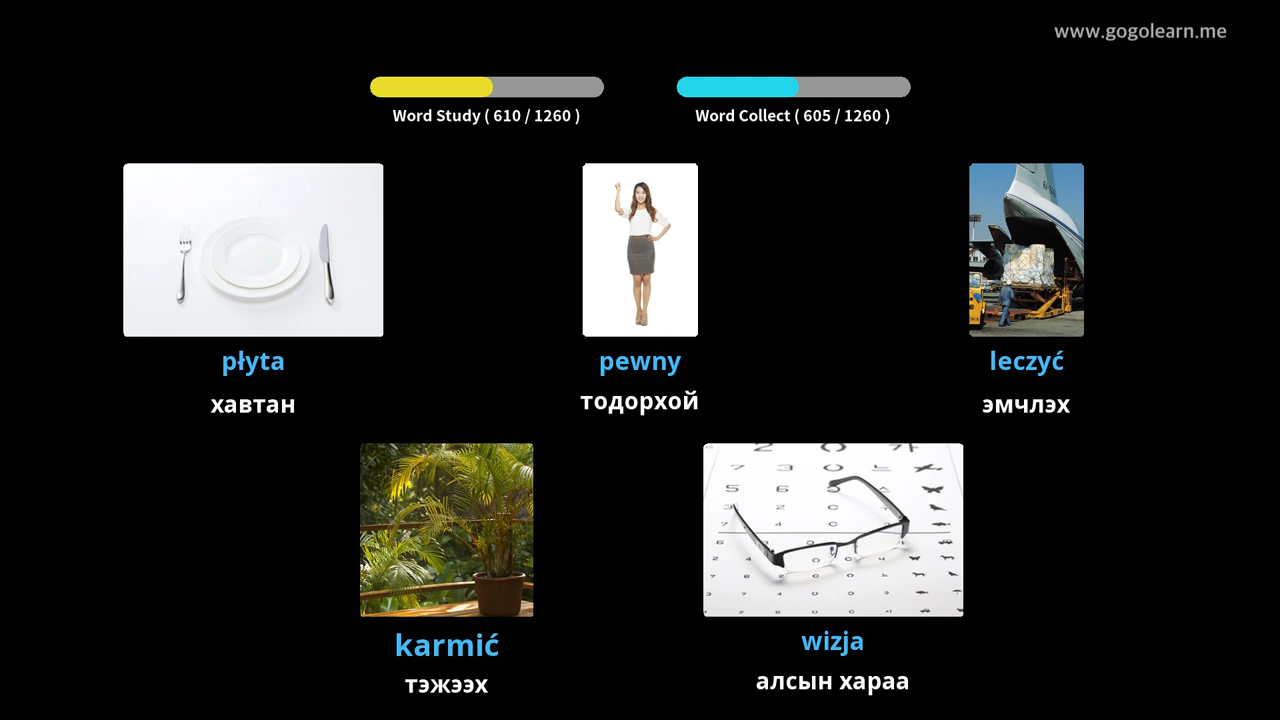 www.gogolearn.me
Word Study ( 610 / 1260 )
Word Collect ( 605 / 1260 )
płyta
pewny
leczyć
хавтан
тодорхой
эмчлэх
karmić
wizja
тэжээх
алсын хараа